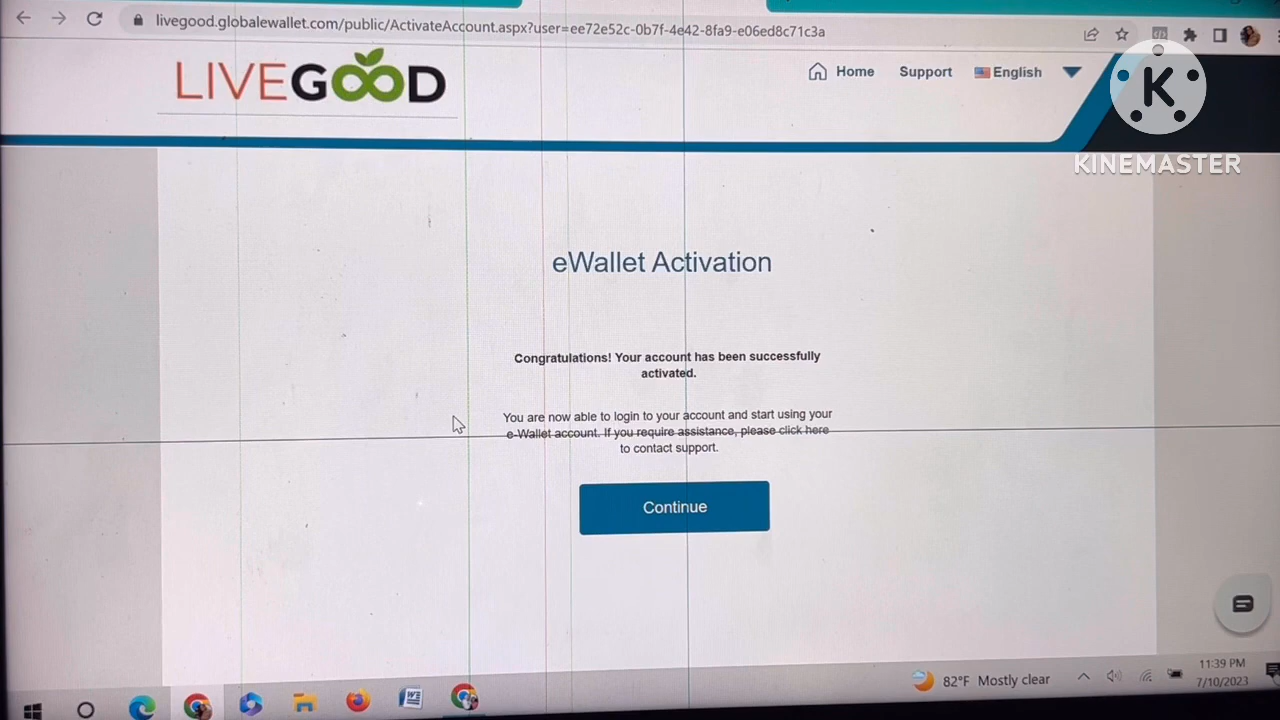 livegood.globalewallet.com/public/ActivateAccount.aspx?user=ee72e52c-0b7f-4e42-8fa9-e06ed8c71c3a
LIVEGOOD
Home Support English
K
KINEMASTER
eWallet Activation
Congratulations! Your account has been successfully
activated.
You are now able to login to your account and start using your
e-Wallet account. If you require assistance, please click here
to contact support.
Continue
82°F Mostly clear
11:39 PM
7/10/2023